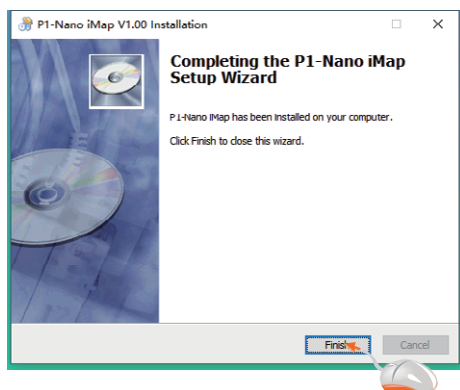 P1-Nano iMap V1.00 Installation
Completing the P1-Nano iMap
Setup Wizard
P1-Nano iMap has been installed on your computer.
Click Finish to close this wizard.
Finish
Cancel